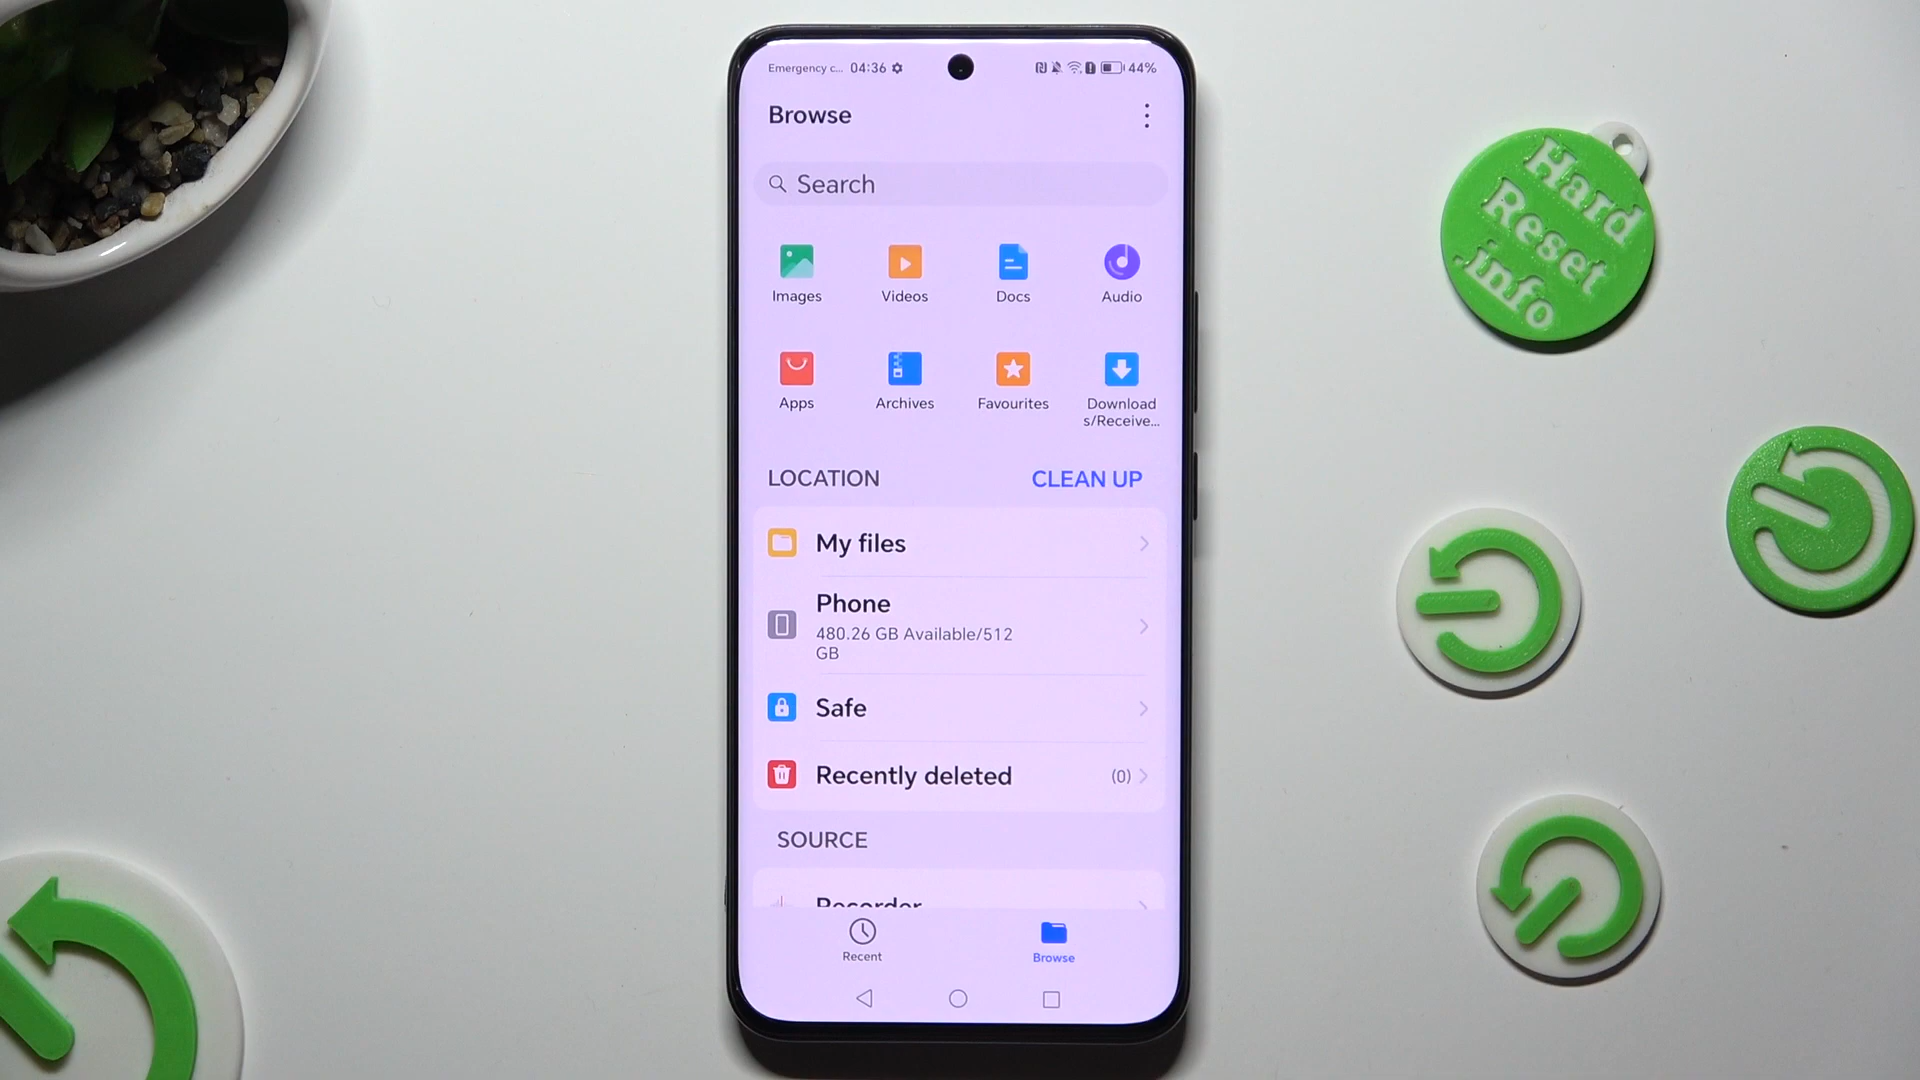 Emergency c... 04:36 44%
Browse
Search
Images Videos Docs Audio
Apps Archives Favourites Download
s/Receive...
LOCATION CLEAN UP
My files
Phone
480.26 GB Available/512
GB
Safe
Recently deleted (0)
SOURCE
Recorder
Recent Browse
Hard
Reset
.info